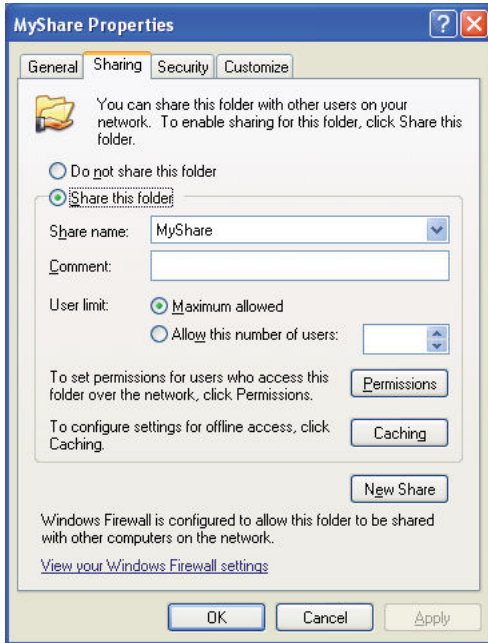 MyShare Properties
General Sharing Security Customize
You can share this folder with other users on your
network. To enable sharing for this folder, click Share this
folder.
Do not share this folder
Share this folder
Share name: MyShare
Comment:
User limit: Maximum allowed
Allow this number of users:
To set permissions for users who access this
folder over the network, click Permissions.
Permissions
To configure settings for offline access, click
Caching.
Caching
New Share
Windows Firewall is configured to allow this folder to be shared
with other computers on the network.
View your Windows Firewall settings
OK Cancel Apply